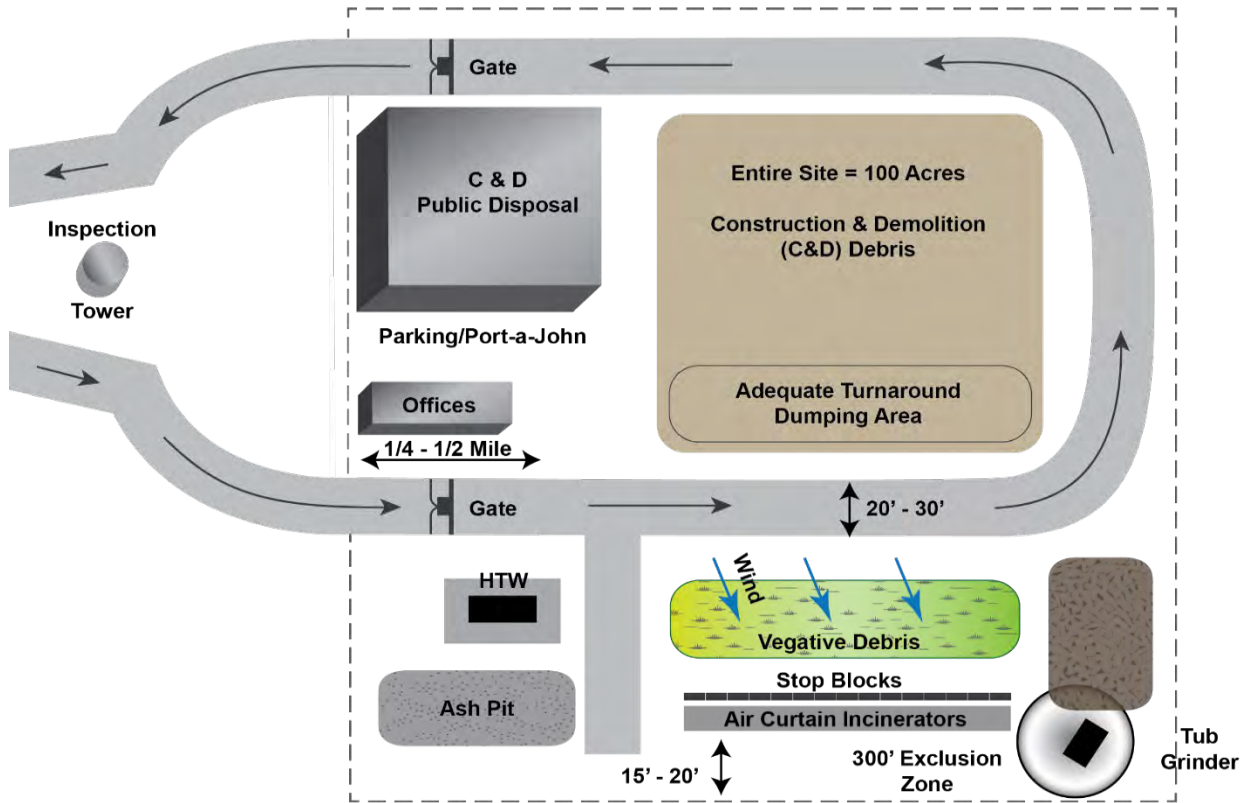 Gate
C & D
Public Disposal
Entire Site = 100 Acres
Construction & Demolition
(C&D) Debris
Inspection
Tower
Parking/Port-a-John
Adequate Turnaround
Dumping Area
Offices
1/4 - 1/2 Mile
Gate
20’ - 30’
HTW
Wind
Vegative Debris
Stop Blocks
Ash Pit
Air Curtain Incinerators
Tub
Grinder
300’ Exclusion
Zone
15’ - 20’